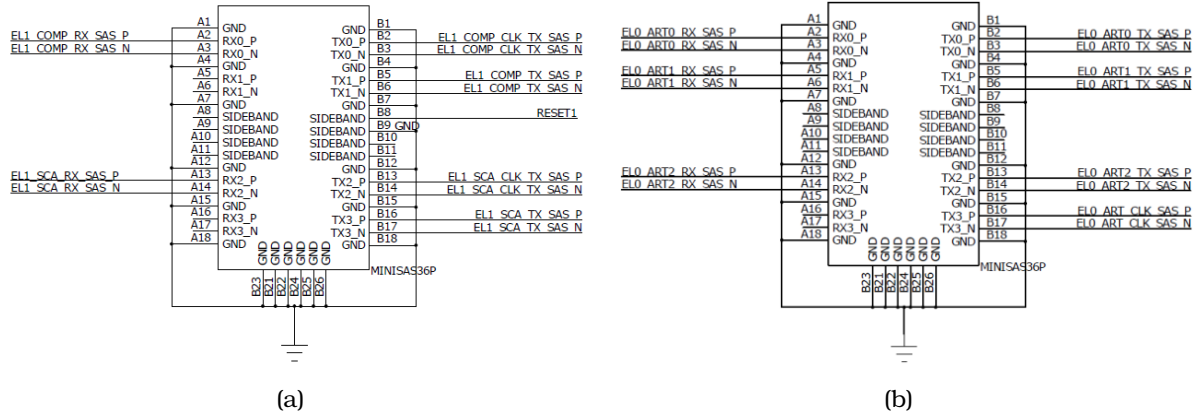 A1 GND GND B1
EL1_COMP_RX_SAS_P A2 RX0_P TX0_P B2 EL1_COMP_CLK_TX_SAS_P
EL1_COMP_RX_SAS_N A3 RX0_N TX0_N B3 EL1_COMP_CLK_TX_SAS_N
A4 GND GND B4
A5 RX1_P TX1_P B5 EL1_COMP_TX_SAS_P
A6 RX1_N TX1_N B6 EL1_COMP_TX_SAS_N
A7 GND GND B7
A8 SIDEBAND SIDEBAND B8 RESET1
A9 SIDEBAND SIDEBAND B9 GND
A10 SIDEBAND SIDEBAND B10
A11 SIDEBAND SIDEBAND B11
A12 GND GND B12
EL1_SCA_RX_SAS_P A13 RX2_P TX2_P B13 EL1_SCA_CLK_TX_SAS_P
EL1_SCA_RX_SAS_N A14 RX2_N TX2_N B14 EL1_SCA_CLK_TX_SAS_N
A15 GND GND B15
A16 RX3_P TX3_P B16 EL1_SCA_TX_SAS_P
A17 RX3_N TX3_N B17 EL1_SCA_TX_SAS_N
A18 GND GND B18
GND GND GND GND GND GND
MINISAS36P
B23 B21 B22 B24 B25 B26
(a)
A1 GND GND B1
EL0_ART0_RX_SAS_P A2 RX0_P TX0_P B2 EL0_ART0_TX_SAS_P
EL0_ART0_RX_SAS_N A3 RX0_N TX0_N B3 EL0_ART0_TX_SAS_N
A4 GND GND B4
EL0_ART1_RX_SAS_P A5 RX1_P TX1_P B5 EL0_ART1_TX_SAS_P
EL0_ART1_RX_SAS_N A6 RX1_N TX1_N B6 EL0_ART1_TX_SAS_N
A7 GND GND B7
A8 SIDEBAND SIDEBAND B8
A9 SIDEBAND SIDEBAND B9
A10 SIDEBAND SIDEBAND B10
A11 SIDEBAND SIDEBAND B11
A12 GND GND B12
EL0_ART2_RX_SAS_P A13 RX2_P TX2_P B13 EL0_ART2_TX_SAS_P
EL0_ART2_RX_SAS_N A14 RX2_N TX2_N B14 EL0_ART2_TX_SAS_N
A15 GND GND B15
A16 RX3_P TX3_P B16 EL0_ART_CLK_SAS_P
A17 RX3_N TX3_N B17 EL0_ART_CLK_SAS_N
A18 GND GND B18
GND GND GND GND GND GND
MINISAS36P
B23 B21 B22 B24 B25 B26
(b)